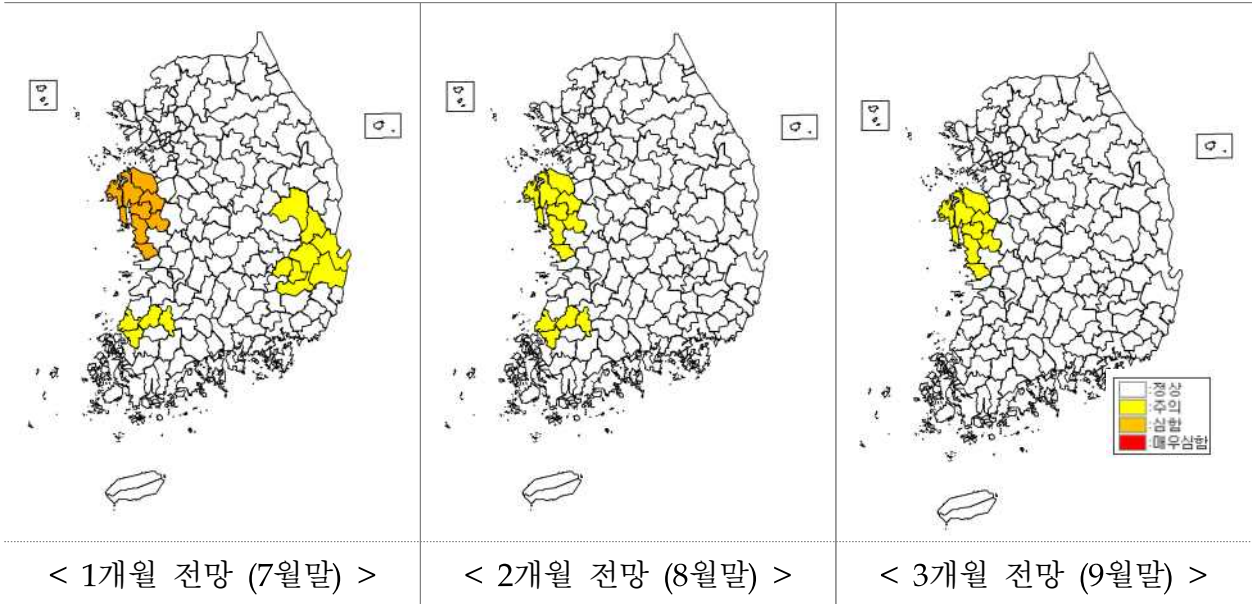 :정상
:주의
:심함
:매우심함
< 1개월 전망 (7월말) >
< 2개월 전망 (8월말) >
< 3개월 전망 (9월말) >